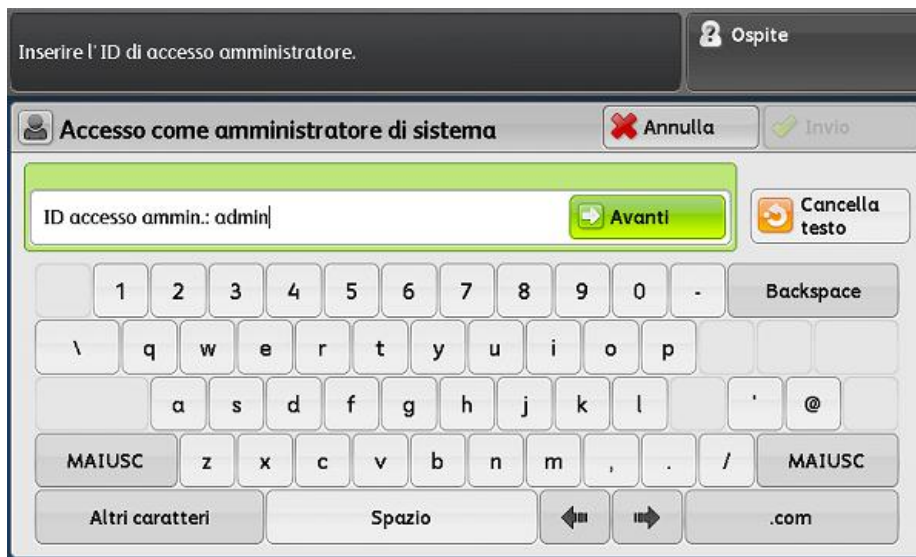 Inserire l'ID di accesso amministratore.
Ospite
Accesso come amministratore di sistema
Annulla
Invio
ID accesso ammin.: admin
Avanti
Cancella
testo
1 2 3 4 5 6 7 8 9 0 - Backspace
\ q w e r t y u i o p
a s d f g h j k l ' @
MAIUSC z x c v b n m , . / MAIUSC
Altri caratteri Spazio .com